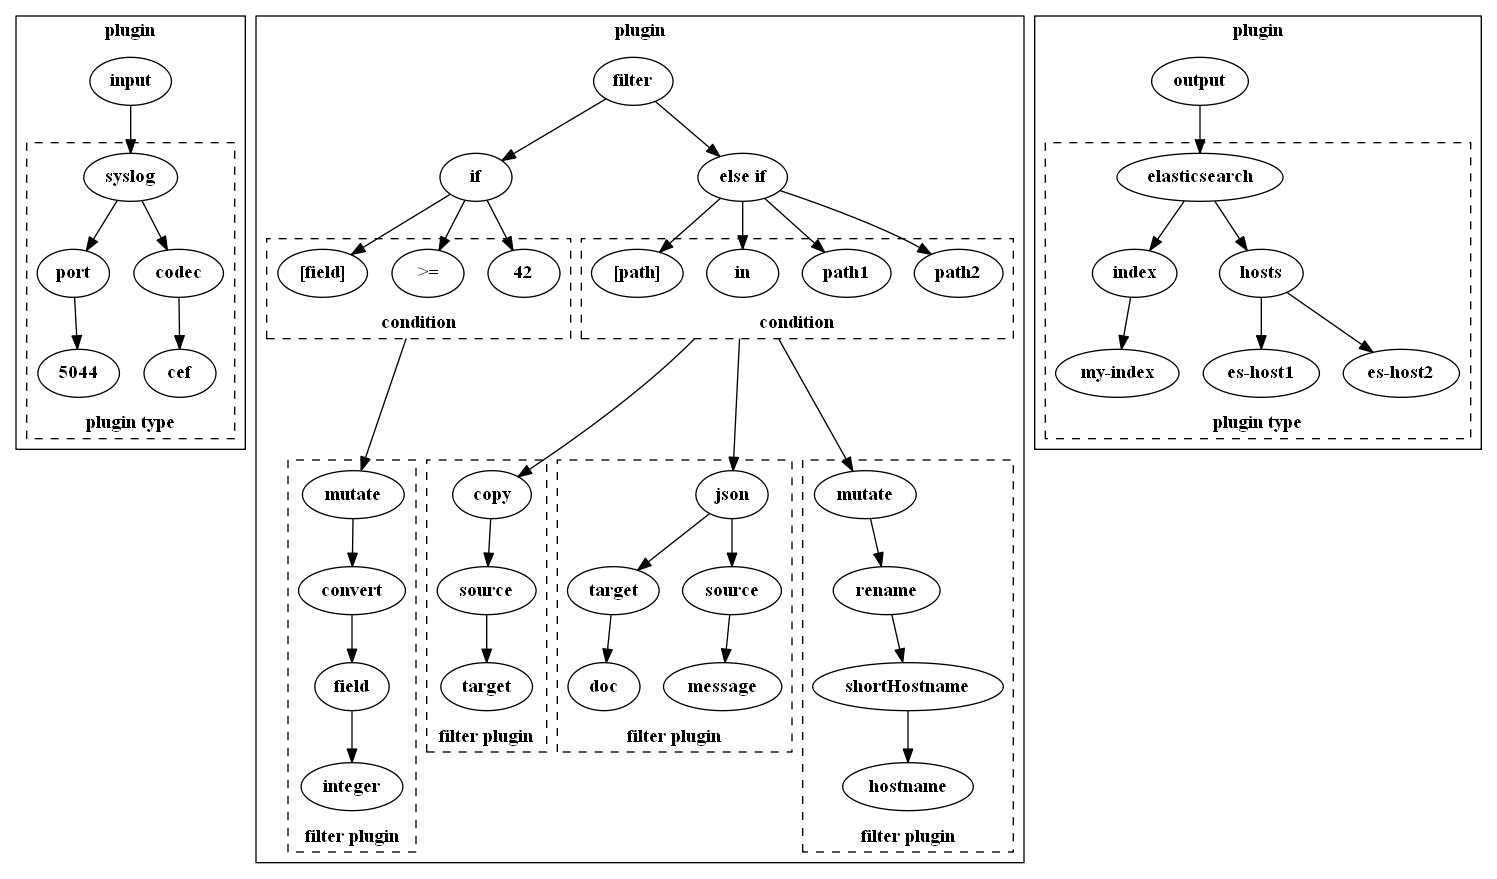 plugin
input
syslog
port
codec
5044
cef
plugin type
plugin
filter
if
else if
[field]
>=
42
condition
[path]
in
path1
path2
condition
mutate
convert
field
integer
filter plugin
copy
source
target
filter plugin
json
target
source
doc
message
filter plugin
mutate
rename
shortHostname
hostname
filter plugin
plugin
output
elasticsearch
index
hosts
my-index
es-host1
es-host2
plugin type